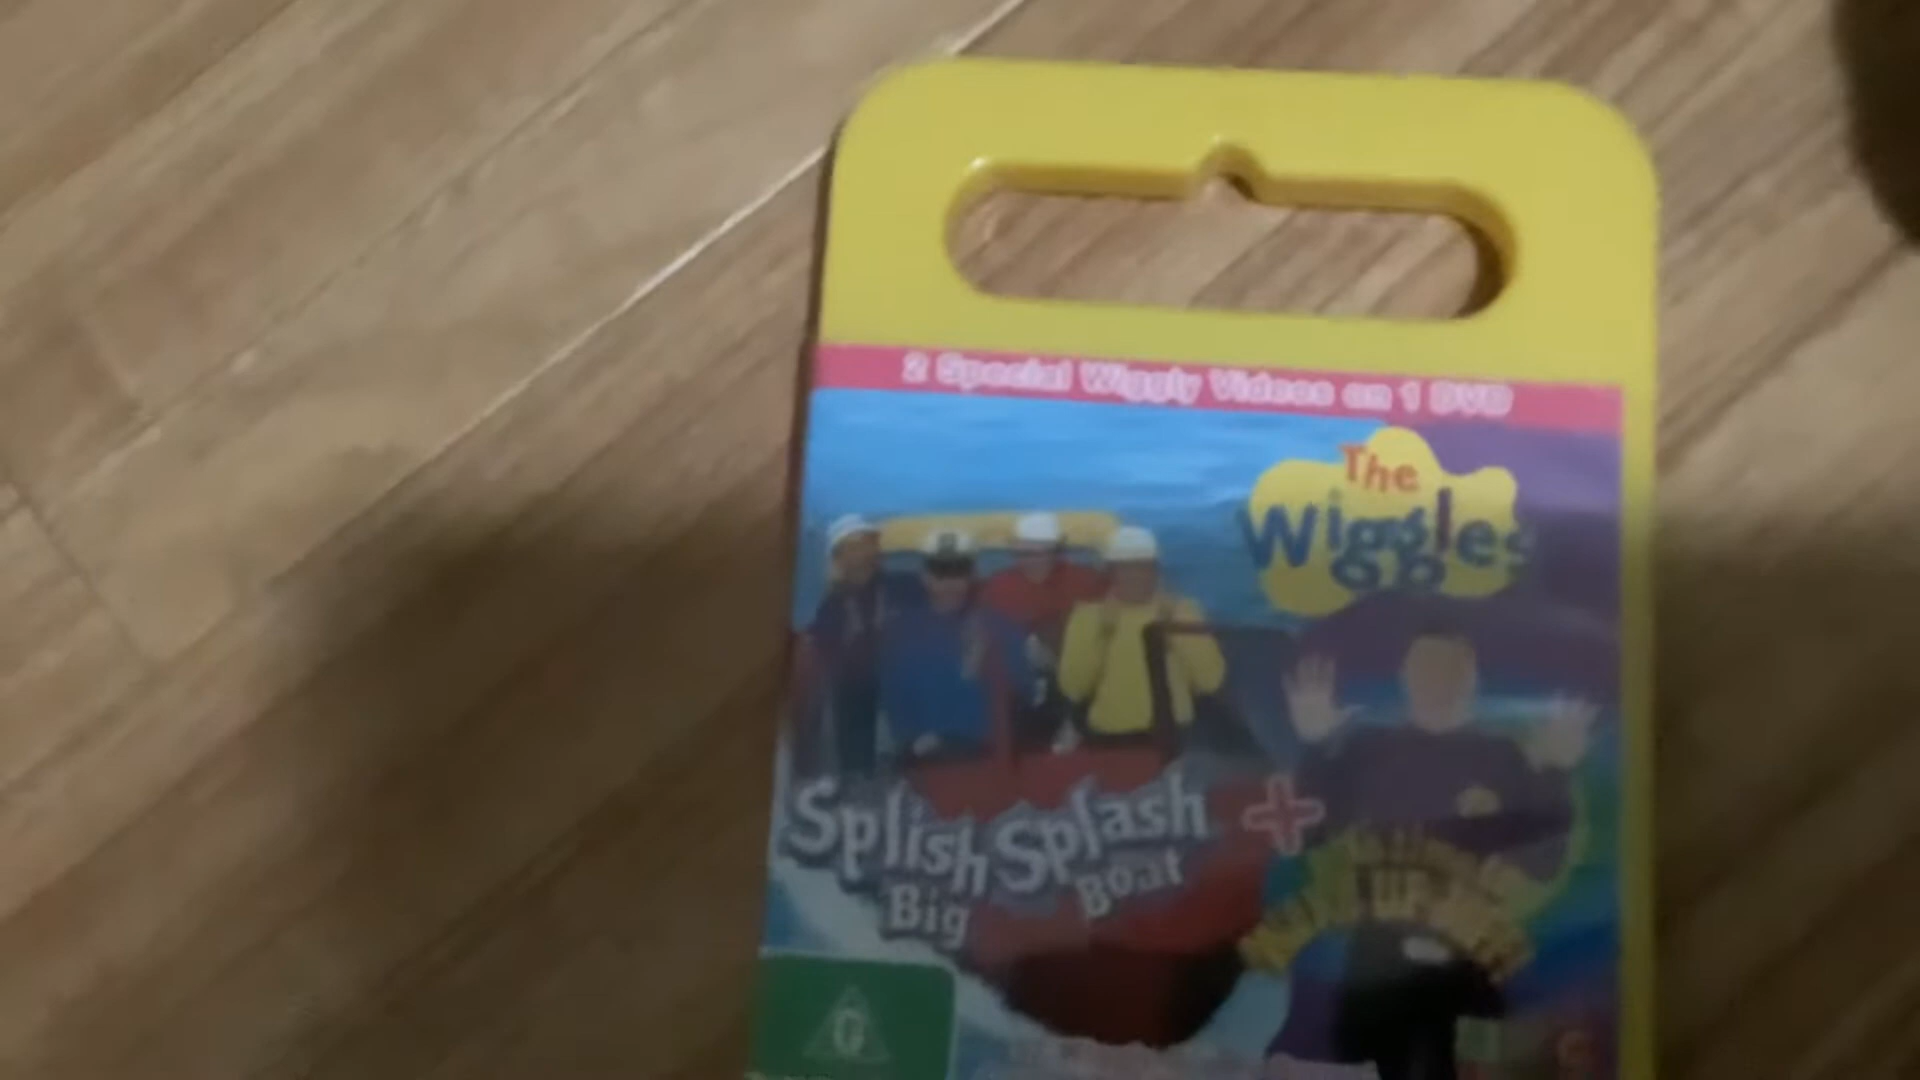 2 Special Wiggly Videos on 1 DVD
The
Wiggles
Splish Splash
Big Boat
+
G